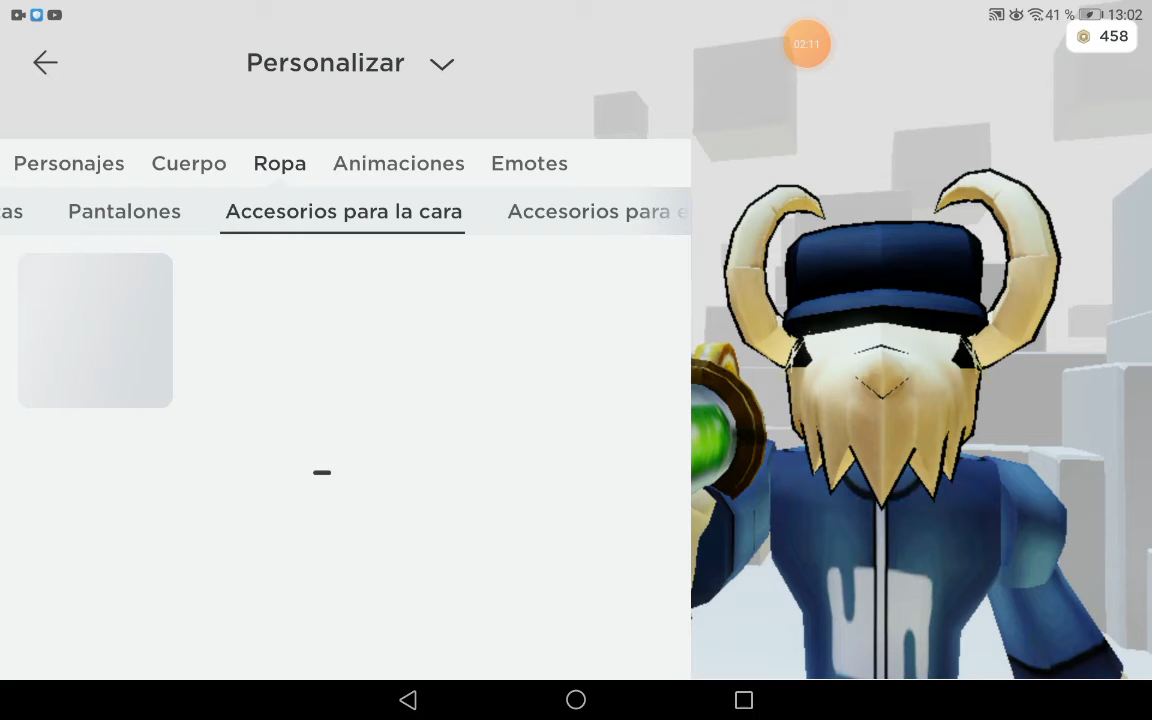 41 % 13:02
02:11
458
Personalizar
Personajes Cuerpo Ropa Animaciones Emotes
as Pantalones Accesorios para la cara Accesorios para e